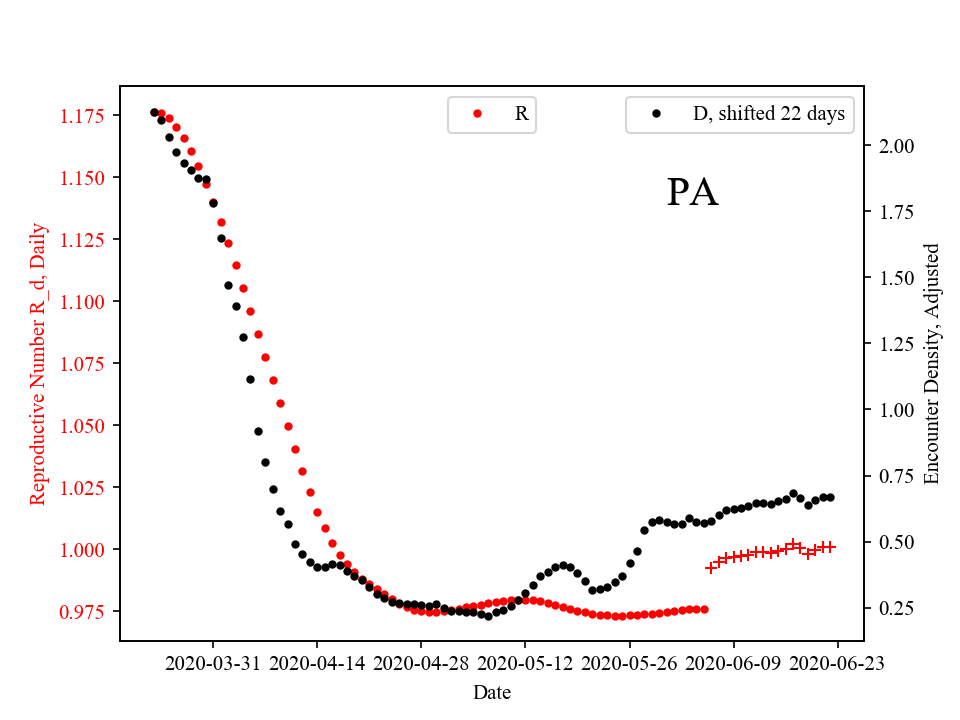 R
D, shifted 22 days
PA
Reproductive Number R_d, Daily
1.175
1.150
1.125
1.100
1.075
1.050
1.025
1.000
0.975
2.00
1.75
1.50
1.25
1.00
0.75
0.50
0.25
Encounter Density, Adjusted
2020-03-31 2020-04-14 2020-04-28 2020-05-12 2020-05-26 2020-06-09 2020-06-23
Date